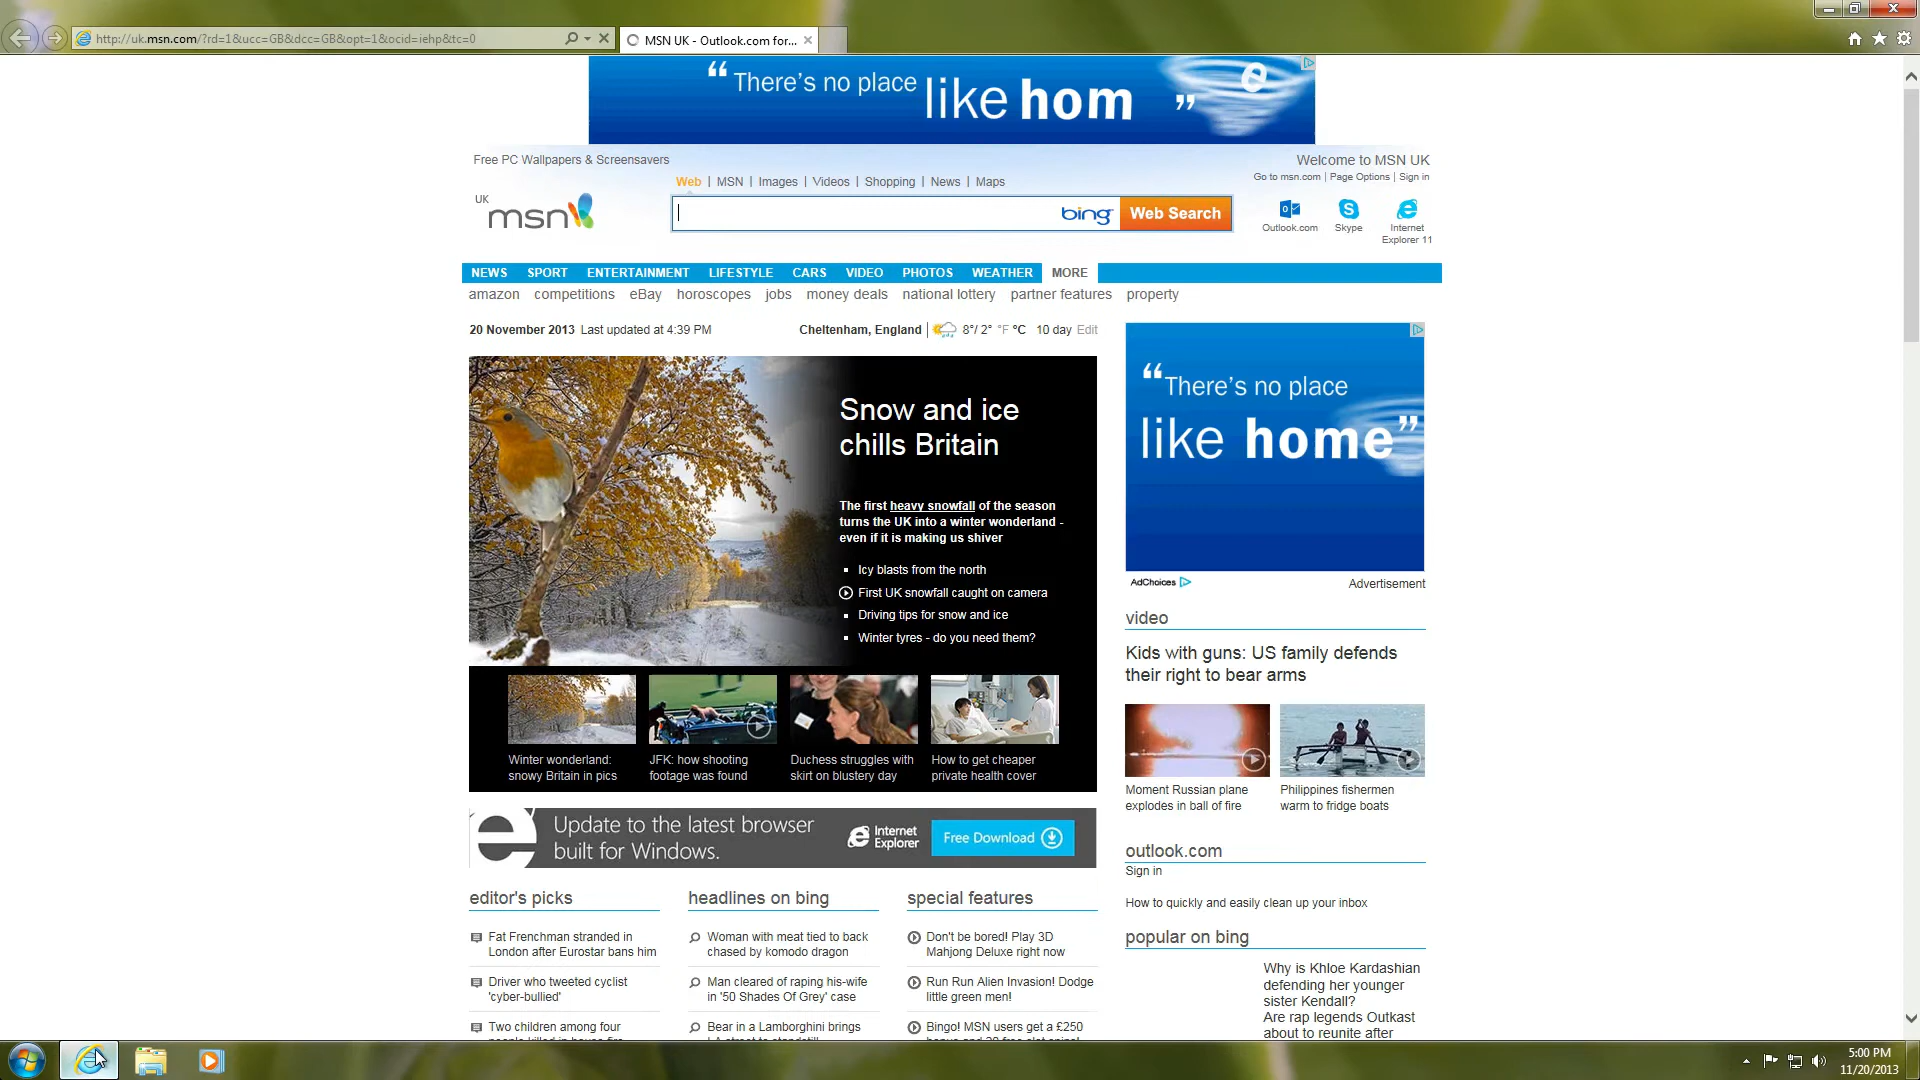 http://uk.msn.com/?rd=1&ucc=GB&dcc=GB&opt=1&ocid=iehp&tc=0
MSN UK - Outlook.com for...
“There's no place like hom ”
Free PC Wallpapers & Screensavers
Welcome to MSN UK
Go to msn.com | Page Options | Sign in
Web | MSN | Images | Videos | Shopping | News | Maps
UK
msn
bing
Web Search
Outlook.com
Skype
Internet
Explorer 11
NEWS SPORT ENTERTAINMENT LIFESTYLE CARS VIDEO PHOTOS WEATHER MORE
amazon competitions eBay horoscopes jobs money deals national lottery partner features property
20 November 2013 Last updated at 4:39 PM
Cheltenham, England | 8°/ 2° °F °C 10 day Edit
Snow and ice
chills Britain
The first heavy snowfall of the season
turns the UK into a winter wonderland -
even if it is making us shiver
Icy blasts from the north
First UK snowfall caught on camera
Driving tips for snow and ice
Winter tyres - do you need them?
Winter wonderland:
snowy Britain in pics
JFK: how shooting
footage was found
Duchess struggles with
skirt on blustery day
How to get cheaper
private health cover
“There's no place
like home”
AdChoices
Advertisement
video
Kids with guns: US family defends
their right to bear arms
Moment Russian plane
explodes in ball of fire
Philippines fishermen
warm to fridge boats
Update to the latest browser
built for Windows.
Internet
Explorer
Free Download
outlook.com
Sign in
How to quickly and easily clean up your inbox
popular on bing
Why is Khloe Kardashian
defending her younger
sister Kendall?
Are rap legends Outkast
about to reunite after
editor's picks
Fat Frenchman stranded in
London after Eurostar bans him
Driver who tweeted cyclist
'cyber-bullied'
Two children among four
people killed in house fire
headlines on bing
Woman with meat tied to back
chased by komodo dragon
Man cleared of raping his-wife
in '50 Shades Of Grey' case
Bear in a Lamborghini brings
special features
Don't be bored! Play 3D
Mahjong Deluxe right now
Run Run Alien Invasion! Dodge
little green men!
Bingo! MSN users get a £250
5:00 PM
11/20/2013